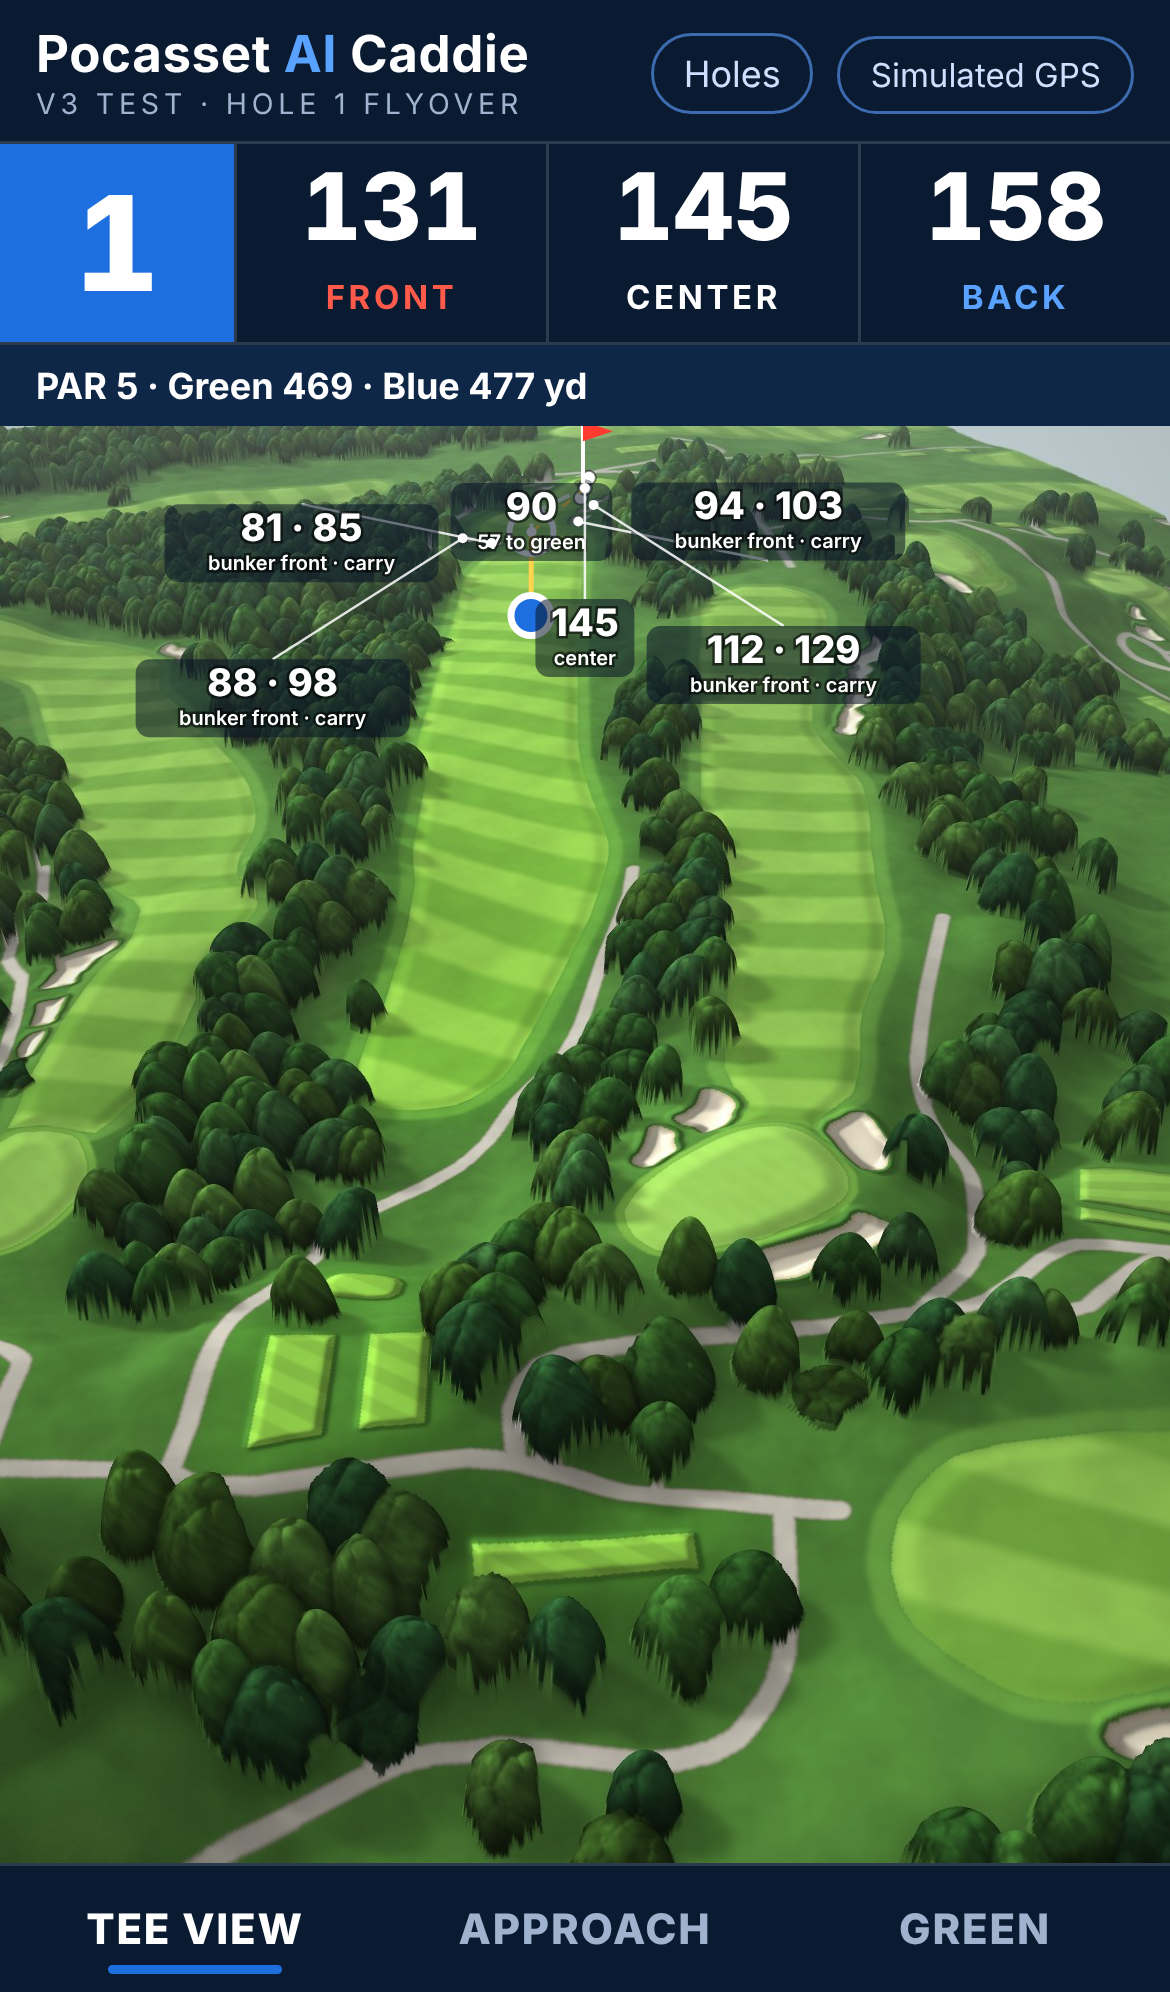 Pocasset AI Caddie
V3 TEST · HOLE 1 FLYOVER
Holes
Simulated GPS
1
131
FRONT
145
CENTER
158
BACK
PAR 5 · Green 469 · Blue 477 yd
81 · 85
bunker front · carry
90
57 to green
94 · 103
bunker front · carry
145
center
112 · 129
bunker front · carry
88 · 98
bunker front · carry
TEE VIEW
APPROACH
GREEN